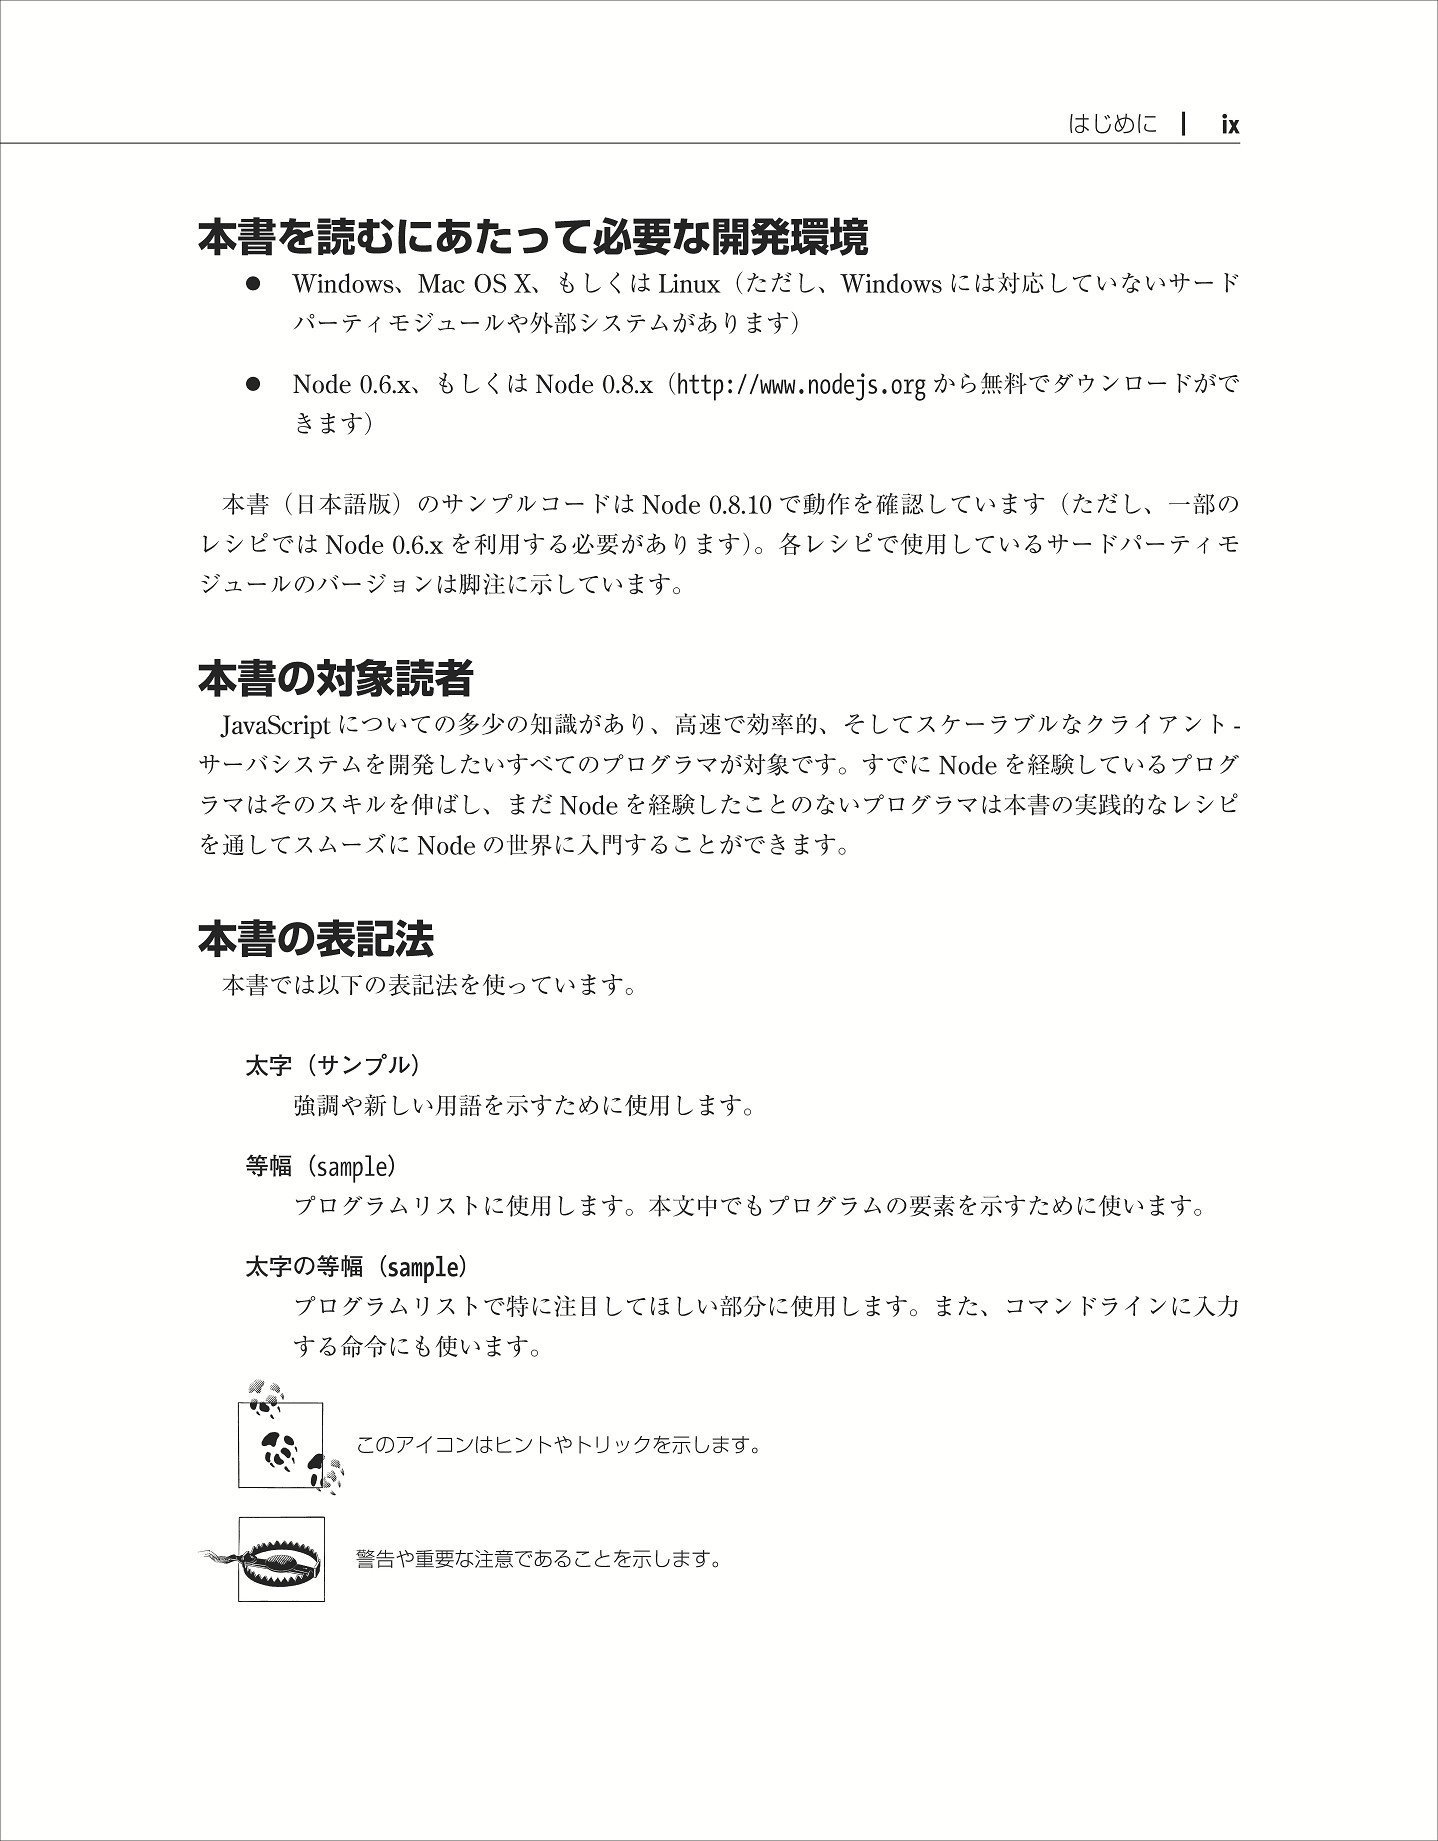 はじめに | ix
本書を読むにあたって必要な開発環境
● Windows、Mac OS X、もしくは Linux（ただし、Windows には対応していないサード
パーティモジュールや外部システムがあります）
● Node 0.6.x、もしくは Node 0.8.x（http://www.nodejs.org から無料でダウンロードがで
きます）
本書（日本語版）のサンプルコードは Node 0.8.10 で動作を確認しています（ただし、一部の
レシピでは Node 0.6.x を利用する必要があります）。各レシピで使用しているサードパーティモ
ジュールのバージョンは脚注に示しています。
本書の対象読者
JavaScript についての多少の知識があり、高速で効率的、そしてスケーラブルなクライアント -
サーバシステムを開発したいすべてのプログラマが対象です。すでに Node を経験しているプログ
ラマはそのスキルを伸ばし、まだ Node を経験したことのないプログラマは本書の実践的なレシピ
を通してスムーズに Node の世界に入門することができます。
本書の表記法
本書では以下の表記法を使っています。
太字（サンプル）
強調や新しい用語を示すために使用します。
等幅（sample）
プログラムリストに使用します。本文中でもプログラムの要素を示すために使います。
太字の等幅（sample）
プログラムリストで特に注目してほしい部分に使用します。また、コマンドラインに入力
する命令にも使います。
このアイコンはヒントやトリックを示します。
警告や重要な注意であることを示します。